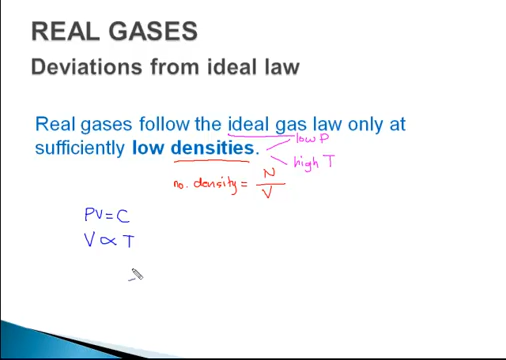 REAL GASES
Deviations from ideal law
Real gases follow the ideal gas law only at
sufficiently low densities.
low P
high T
no. density = N/V
PV = C
V ∝ T